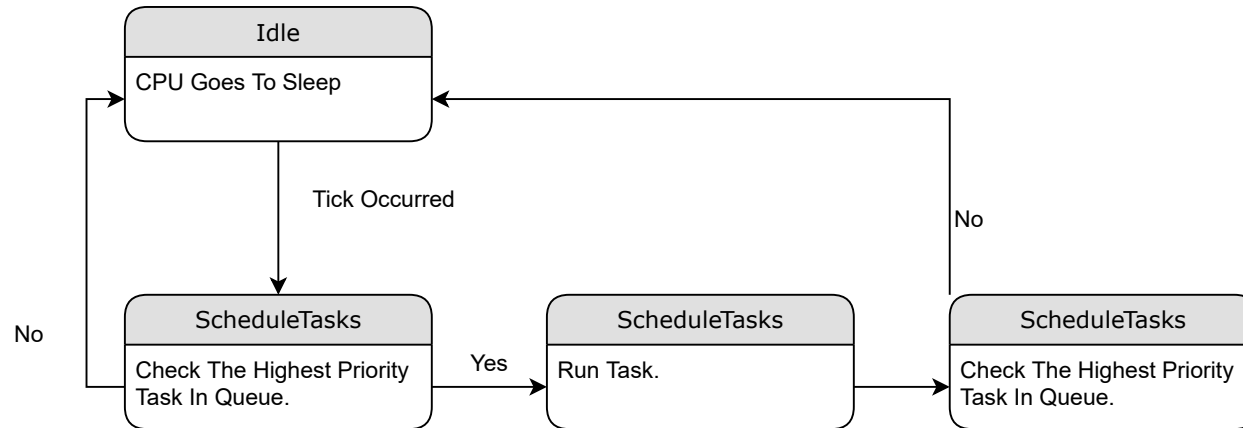 Idle
CPU Goes To Sleep
Tick Occurred
No
No
ScheduleTasks
Check The Highest Priority
Task In Queue.
Yes
ScheduleTasks
Run Task.
ScheduleTasks
Check The Highest Priority
Task In Queue.